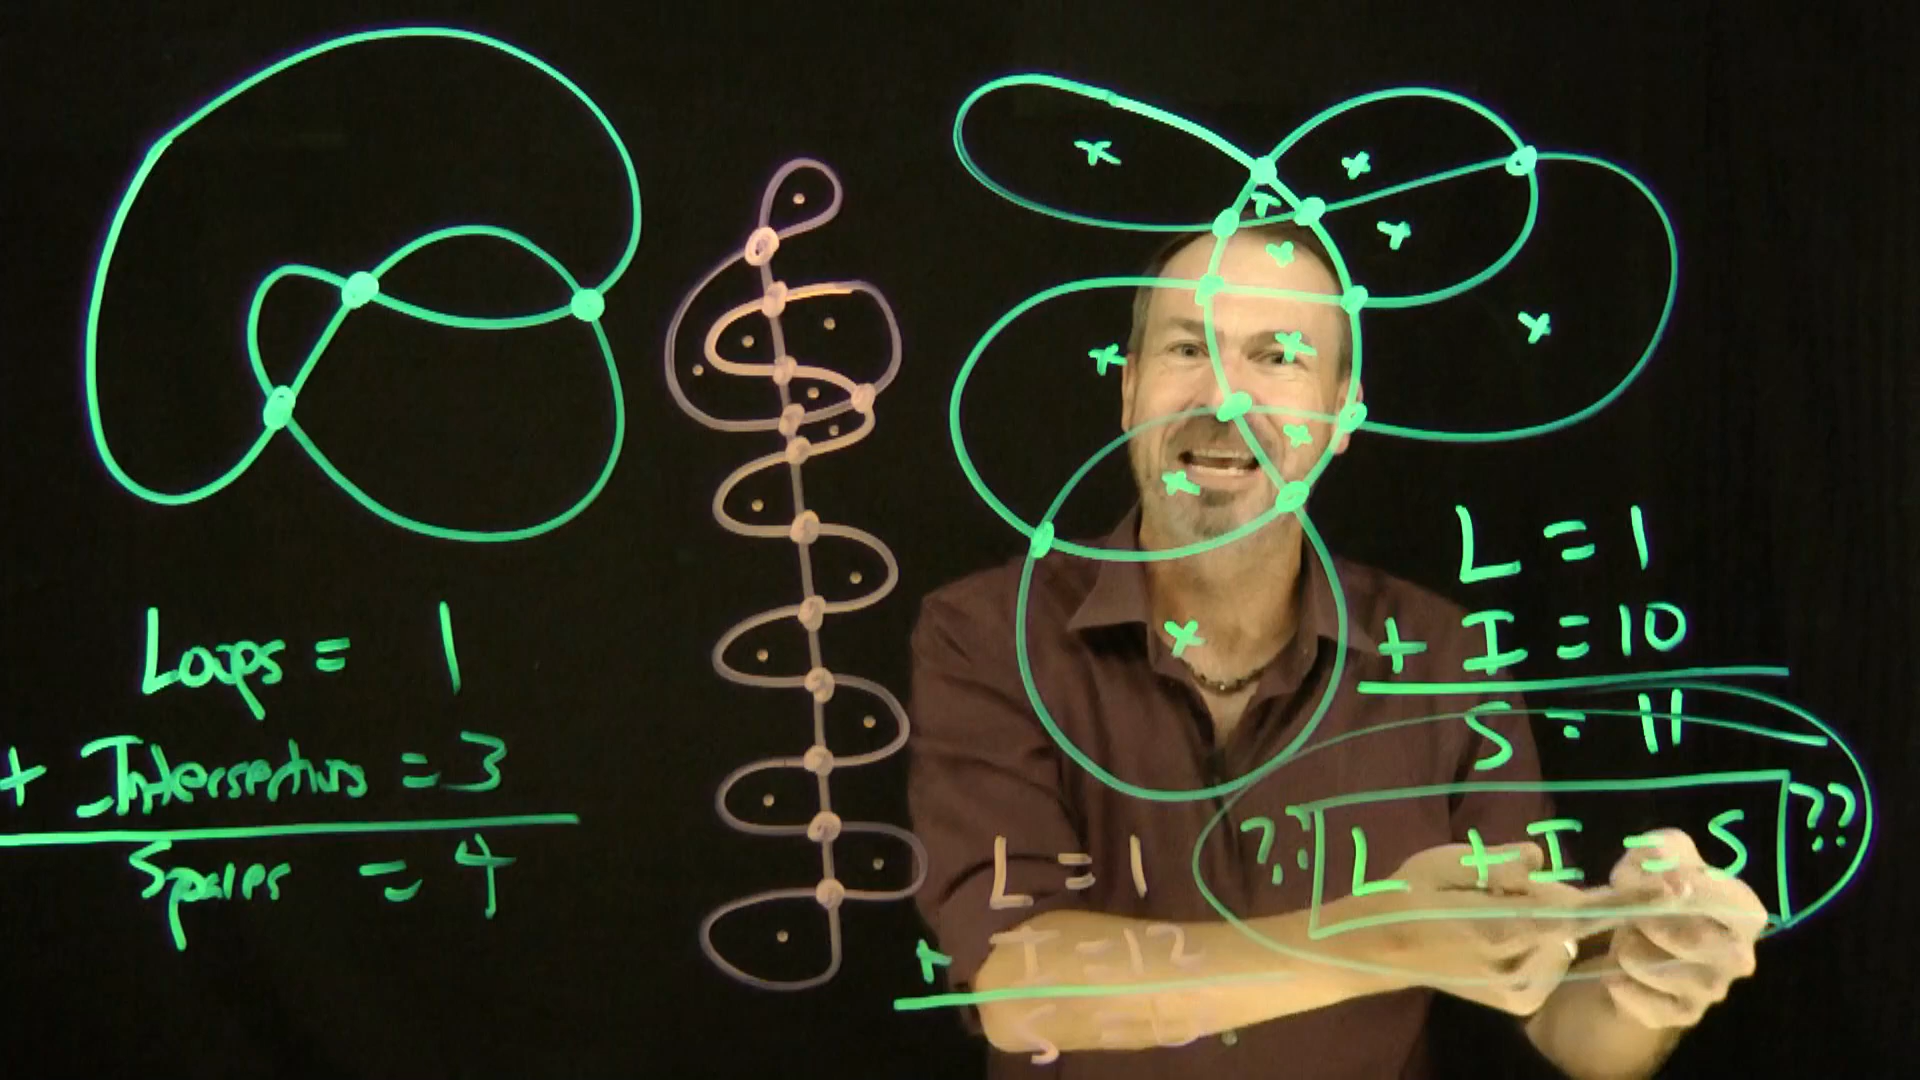 Loops = 1
+ Intersections = 3
Spaces = 4
L = 1
+ I = 10
S = 11
?? L + I = S ??
L = 1
+ I = 12
S =